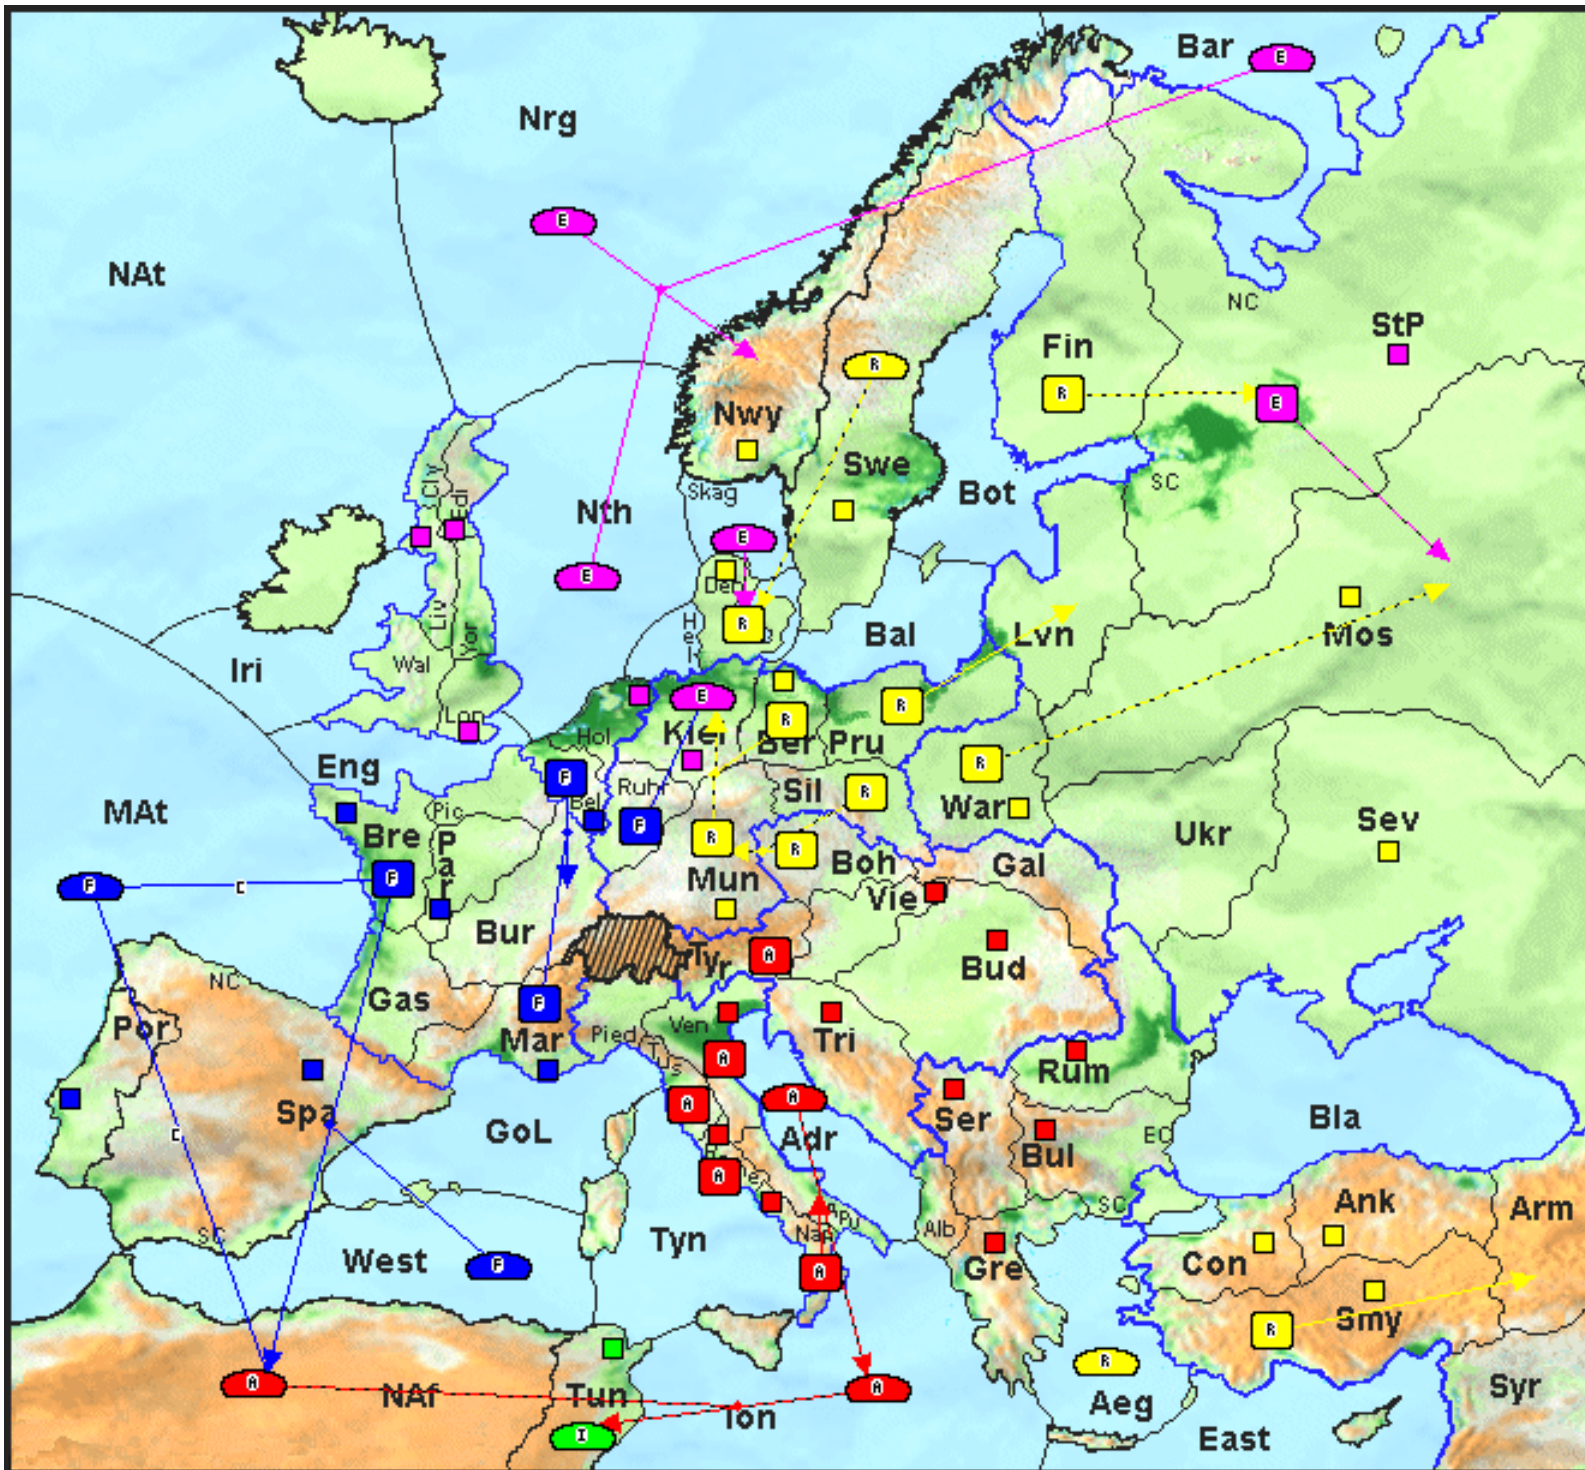 Bar
E
Nrg
E
NAt
NC
StP
Fin
R
R
E
Nwy
Swe
SC
Cly
Edi
Skag
Bot
Nth
E
E
Den
Hel
R
Bal
Lvn
Mos
Liv
Yor
Iri
Wal
E
R
Lon
Hol
Kiel
Ber
Pru
R
Eng
F
Ruhr
Sil
R
R
MAt
Pic
Bel
War
Bre
F
R
R
Ukr
Sev
Par
Boh
Gal
F
C
F
Mun
Vie
Bur
Tyr
A
Bud
NC
Gas
F
Por
Mar
Pied
Ven
Tri
Tus
A
Rum
Spa
A
A
Ser
Bla
C
GoL
Adr
Bul
EC
A
Ank
Arm
SC
Tyn
Nap
Apu
Alb
SC
West
F
A
Gre
Con
Smy
R
R
A
NAf
Tun
A
Ion
Aeg
Syr
I
East